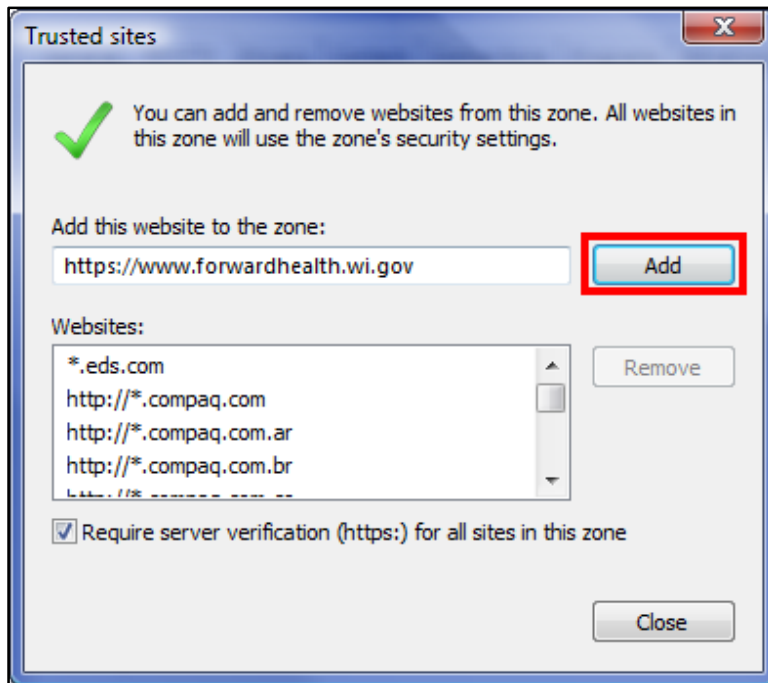 Trusted sites
You can add and remove websites from this zone. All websites in
this zone will use the zone's security settings.
Add this website to the zone:
https://www.forwardhealth.wi.gov
Add
Websites:
*.eds.com
http://*.compaq.com
http://*.compaq.com.ar
http://*.compaq.com.br
Remove
Require server verification (https:) for all sites in this zone
Close